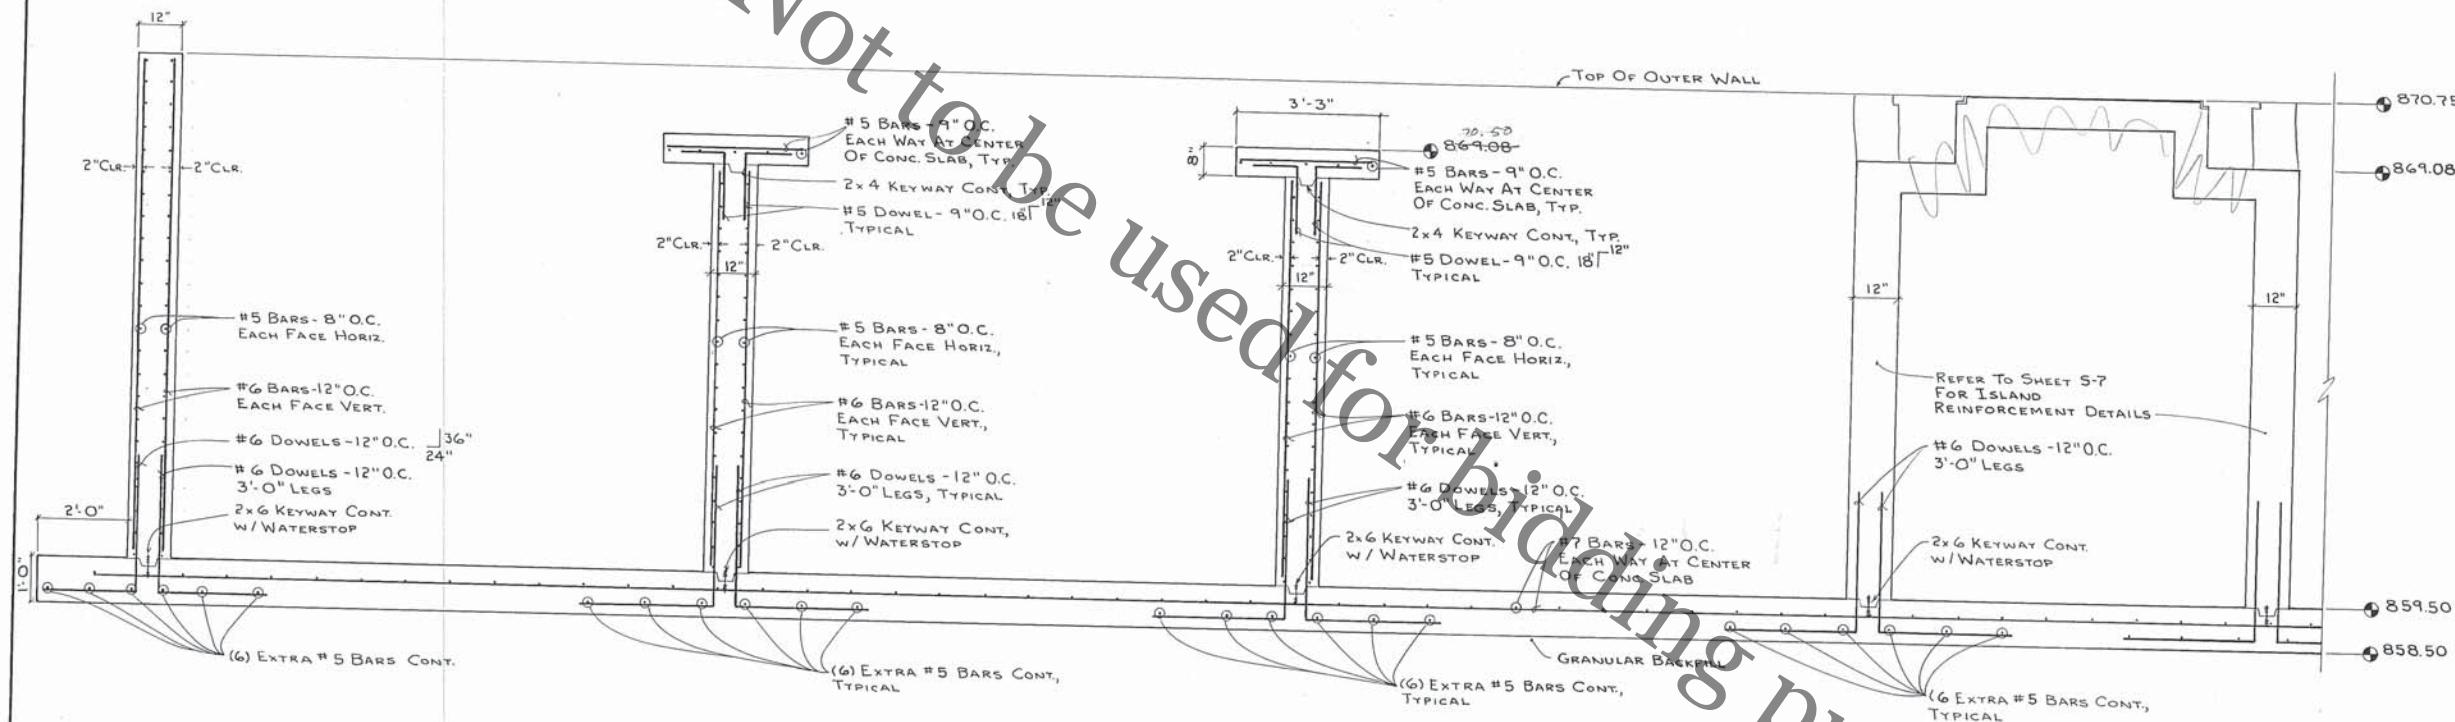 12"
TOP OF OUTER WALL
870.75
869.08
2" CLR.
2" CLR.
#5 BARS - 8" O.C.
EACH FACE HORIZ.
#6 BARS-12" O.C.
EACH FACE VERT.
#6 DOWELS -12" O.C. 36"
24"
#6 DOWELS -12" O.C.
3'-0" LEGS
2x6 KEYWAY CONT.
W/ WATERSTOP
2'-0"
1'-0"
(6) EXTRA #5 BARS CONT.
#5 BARS - 9" O.C.
EACH WAY AT CENTER
OF CONC. SLAB, TYP.
2x4 KEYWAY CONT, TYP.
#5 DOWEL - 9" O.C. 18" 12"
TYPICAL
2" CLR.
2" CLR.
12"
#5 BARS - 8" O.C.
EACH FACE HORIZ.,
TYPICAL
#6 BARS-12" O.C.
EACH FACE VERT.,
TYPICAL
#6 DOWELS -12" O.C.
3'-0" LEGS, TYPICAL
2x6 KEYWAY CONT,
W/ WATERSTOP
(6) EXTRA #5 BARS CONT.,
TYPICAL
3'-3"
8"
70.50
869.08
#5 BARS - 9" O.C.
EACH WAY AT CENTER
OF CONC. SLAB, TYP.
2x4 KEYWAY CONT., TYP.
#5 DOWEL - 9" O.C. 18" 12"
TYPICAL
2" CLR.
2" CLR.
12"
#5 BARS - 8" O.C.
EACH FACE HORIZ.,
TYPICAL
#6 BARS-12" O.C.
EACH FACE VERT.,
TYPICAL
#6 DOWELS -12" O.C.
3'-0" LEGS, TYPICAL
2x6 KEYWAY CONT.
W/ WATERSTOP
#7 BARS - 12" O.C.
EACH WAY AT CENTER
OF CONC SLAB
GRANULAR BACKFILL
(6) EXTRA #5 BARS CONT.,
TYPICAL
12"
12"
REFER TO SHEET S-7
FOR ISLAND
REINFORCEMENT DETAILS
#6 DOWELS -12" O.C.
3'-0" LEGS
2x6 KEYWAY CONT.
W/ WATERSTOP
859.50
858.50
(6 EXTRA #5 BARS CONT.,
TYPICAL
Not to be used for bidding